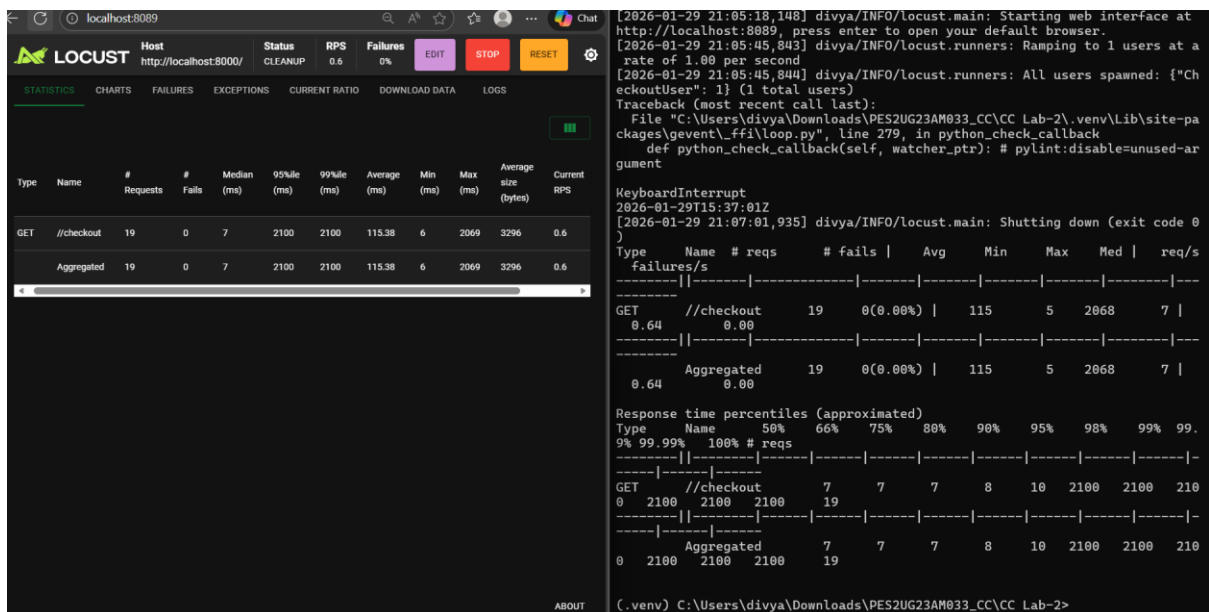 localhost:8089
Chat
LOCUST
Host
http://localhost:8000/
Status
CLEANUP
RPS
0.6
Failures
0%
EDIT
STOP
RESET
STATISTICS CHARTS FAILURES EXCEPTIONS CURRENT RATIO DOWNLOAD DATA LOGS
Type Name # Requests # Fails Median (ms) 95%ile (ms) 99%ile (ms) Average (ms) Min (ms) Max (ms) Average size (bytes) Current RPS
GET //checkout 19 0 7 2100 2100 115.38 6 2069 3296 0.6
Aggregated 19 0 7 2100 2100 115.38 6 2069 3296 0.6
ABOUT
[2026-01-29 21:05:18,148] divya/INFO/locust.main: Starting web interface at
http://localhost:8089, press enter to open your default browser.
[2026-01-29 21:05:45,843] divya/INFO/locust.runners: Ramping to 1 users at a
rate of 1.00 per second
[2026-01-29 21:05:45,844] divya/INFO/locust.runners: All users spawned: {"Ch
eckoutUser": 1} (1 total users)
Traceback (most recent call last):
File "C:\Users\divya\Downloads\PES2UG23AM033_CC\CC Lab-2\.venv\Lib\site-pa
ckages\gevent\_ffi\loop.py", line 279, in python_check_callback
def python_check_callback(self, watcher_ptr): # pylint:disable=unused-ar
gument
KeyboardInterrupt
2026-01-29T15:37:01Z
[2026-01-29 21:07:01,935] divya/INFO/locust.main: Shutting down (exit code 0
)
Type Name # reqs # fails | Avg Min Max Med | req/s
failures/s
--------||-------|-------------|-------|-------|-------|-------|--------|---
--------
GET //checkout 19 0(0.00%) | 115 5 2068 7 |
0.64 0.00
--------||-------|-------------|-------|-------|-------|-------|--------|---
--------
Aggregated 19 0(0.00%) | 115 5 2068 7 |
0.64 0.00
Response time percentiles (approximated)
Type Name 50% 66% 75% 80% 90% 95% 98% 99% 99.
9% 99.99% 100% # reqs
--------||--------|------|------|------|------|------|------|------|------|-
-----|------|------
GET //checkout 7 7 7 8 10 2100 2100 210
0 2100 2100 2100 19
--------||--------|------|------|------|------|------|------|------|------|-
-----|------|------
Aggregated 7 7 7 8 10 2100 2100 210
0 2100 2100 2100 19
(.venv) C:\Users\divya\Downloads\PES2UG23AM033_CC\CC Lab-2>